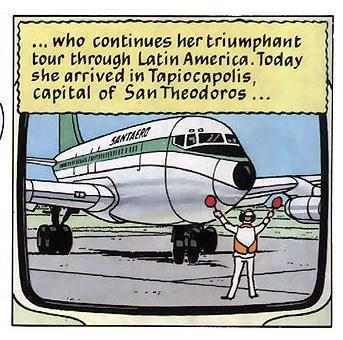 ... who continues her triumphant
tour through Latin America. Today
she arrived in Tapiocapolis,
capital of San Theodoros ...
SANTAERO